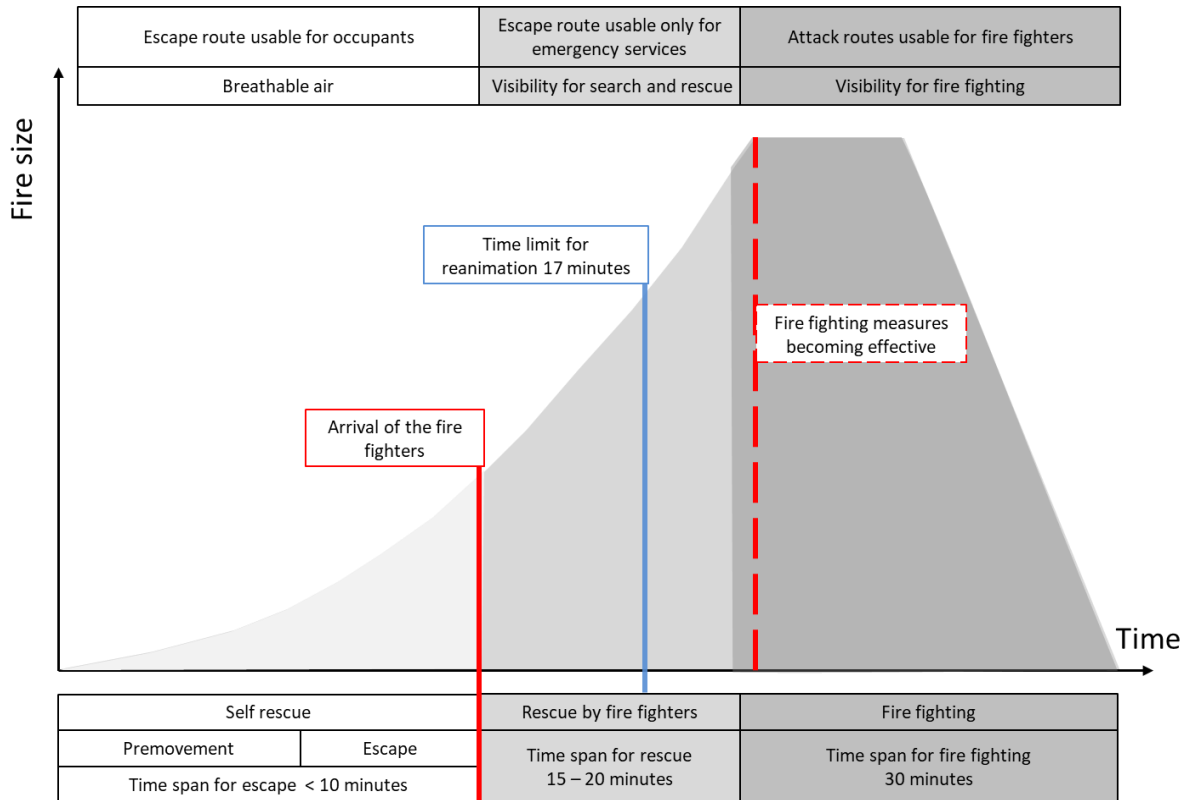 Escape route usable for occupants
Escape route usable only for
emergency services
Attack routes usable for fire fighters
Breathable air
Visibility for search and rescue
Visibility for fire fighting
Fire size
Time limit for
reanimation 17 minutes
Fire fighting measures
becoming effective
Arrival of the fire
fighters
Time
Self rescue
Rescue by fire fighters
Fire fighting
Premovement
Escape
Time span for rescue
15 – 20 minutes
Time span for fire fighting
30 minutes
Time span for escape < 10 minutes